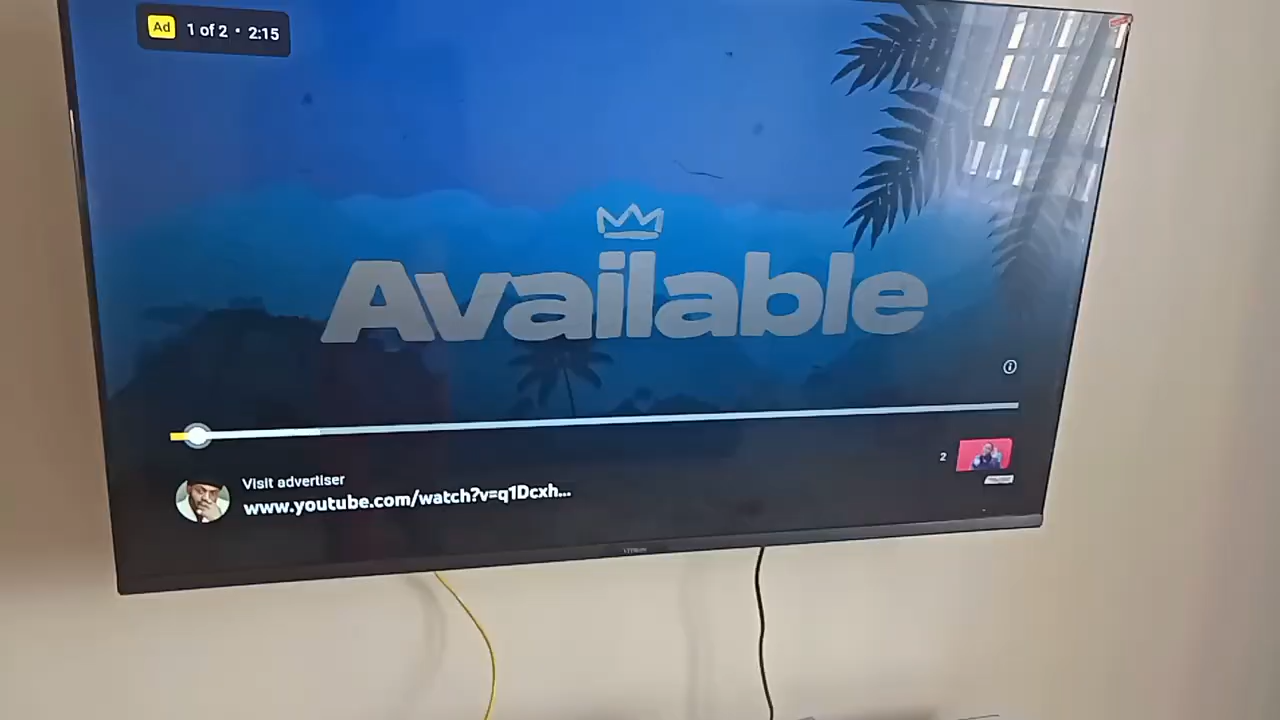 Ad 1 of 2 • 2:15
Available
Visit advertiser
www.youtube.com/watch?v=q1Dcxh...
2